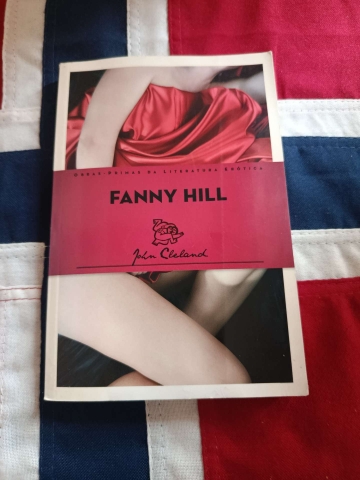 Obras-Primas da Literatura Erótica
FANNY HILL
John Cleland